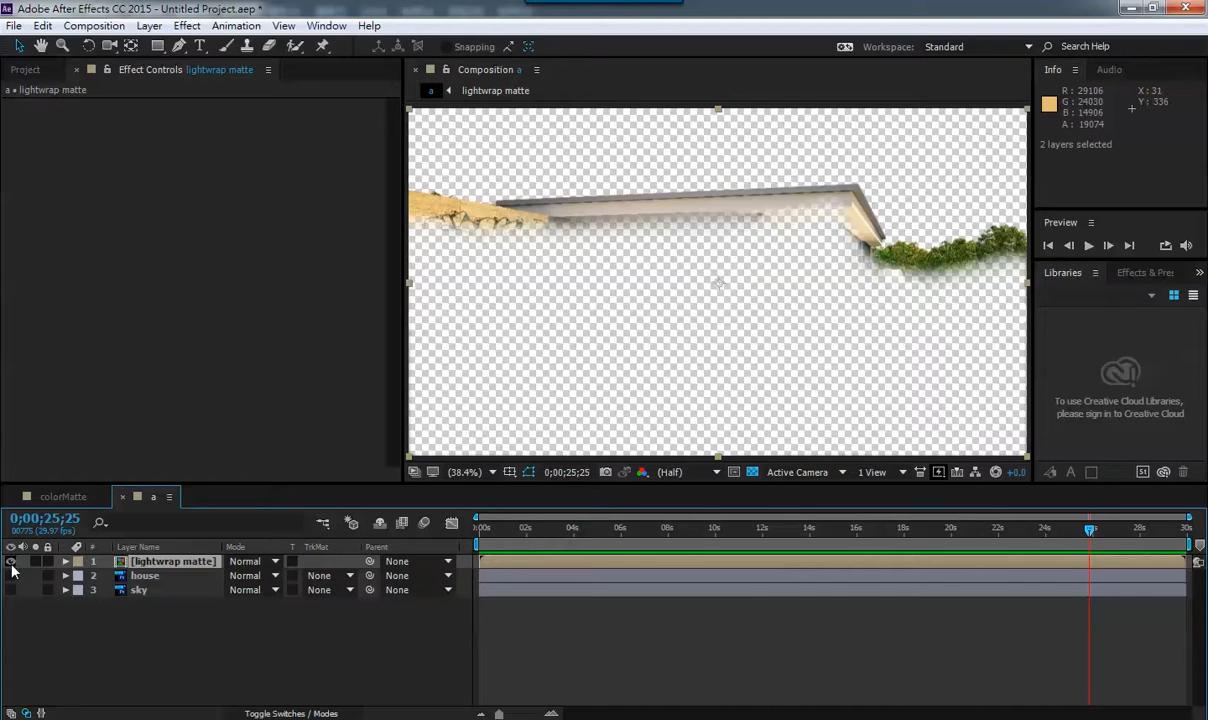 Adobe After Effects CC 2015 - Untitled Project.aep *
File Edit Composition Layer Effect Animation View Window Help
Snapping Workspace: Standard Search Help
Project Effect Controls lightwrap matte Composition a Info Audio
a • lightwrap matte a lightwrap matte
R : 29106 X : 31
G : 24030 Y : 336
B : 14906
A : 19074
2 layers selected
Preview
Libraries Effects & Pre
To use Creative Cloud Libraries,
please sign in to Creative Cloud
(38.4%) 0;00;25;25 (Half) Active Camera 1 View +0.0
colorMatte a
0;00;25;25
00775 (29.97 fps)
:00s 02s 04s 06s 08s 10s 12s 14s 16s 18s 20s 22s 24s 28s 30s
# Layer Name Mode T TrkMat Parent
1 [lightwrap matte] Normal None
2 house Normal None None
3 sky Normal None None
Toggle Switches / Modes